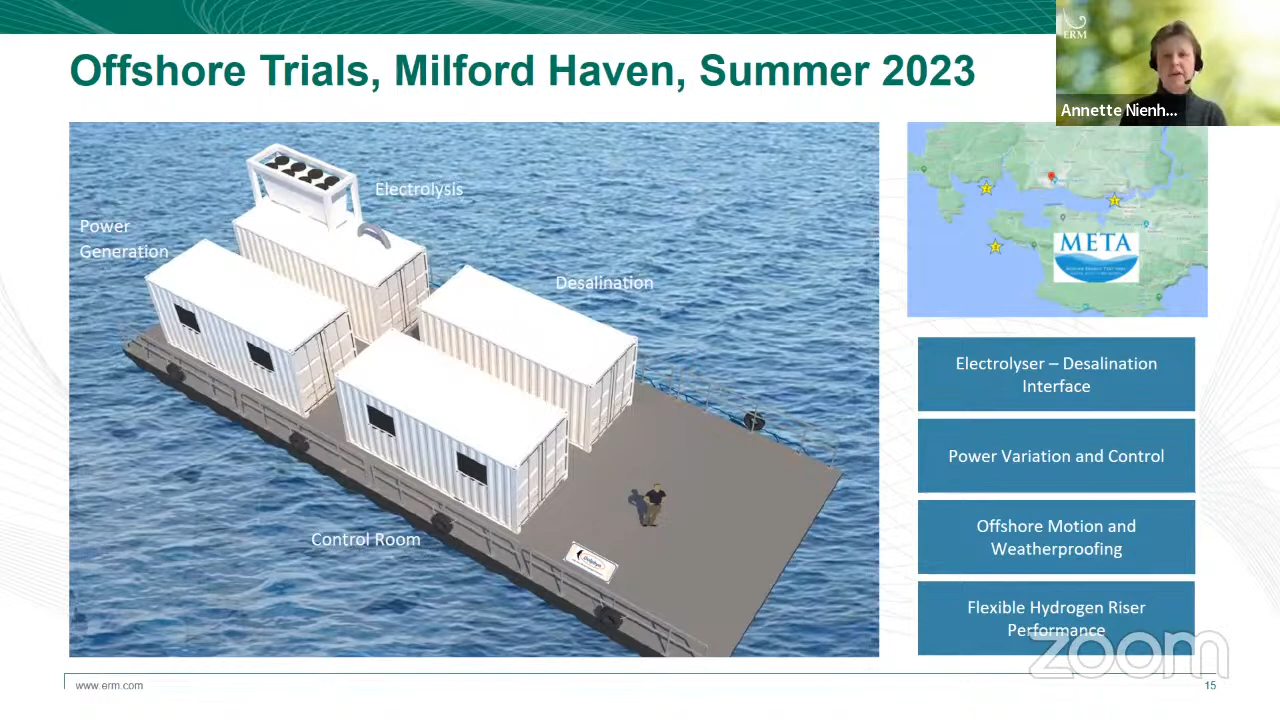 Offshore Trials, Milford Haven, Summer 2023
ERM
Annette Nienh...
Electrolysis
Power
Generation
Desalination
Control Room
Dolphyn
META
Electrolyser – Desalination
Interface
Power Variation and Control
Offshore Motion and
Weatherproofing
Flexible Hydrogen Riser
Performance
zoom
www.erm.com
15